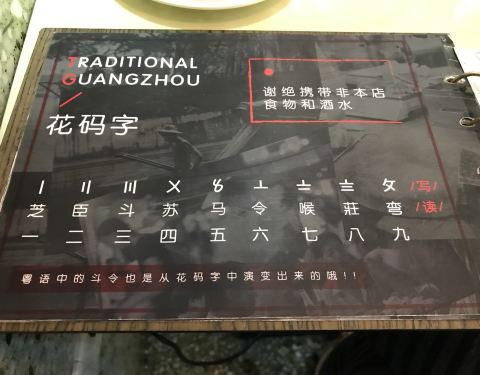 TRADITIONAL
GUANGZHOU
花码字
谢绝携带非本店
食物和酒水
〡 〢 〣 〤 〥 〦 〧 〨 〩 /写/
芝 臣 斗 苏 马 令 喉 莊 弯 /读/
一 二 三 四 五 六 七 八 九
粤语中的斗令也是从花码字中演变出来的哦!!